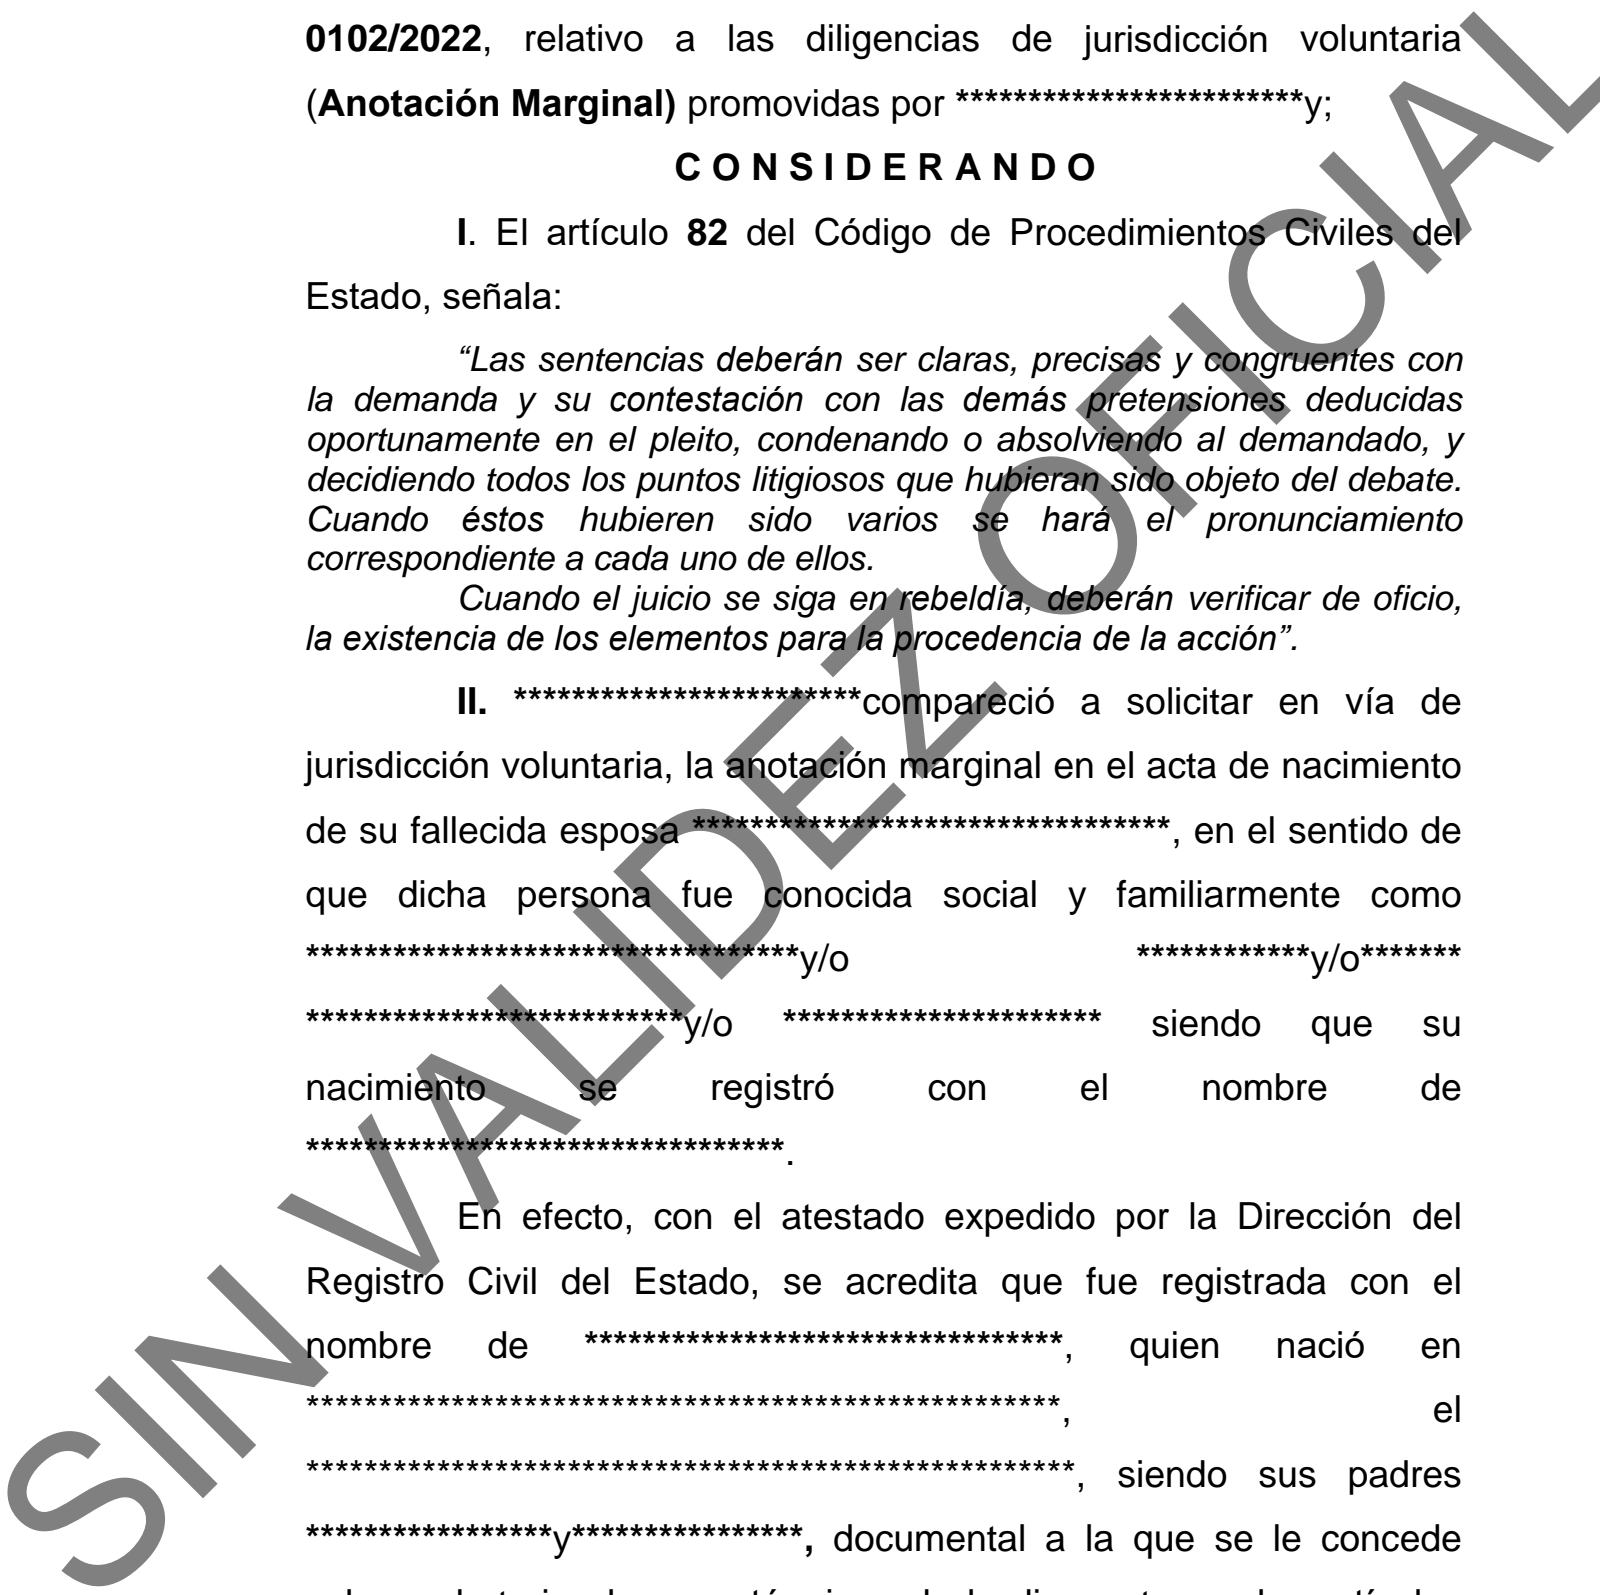 0102/2022, relativo a las diligencias de jurisdicción voluntaria
(Anotación Marginal) promovidas por ************************y;
C O N S I D E R A N D O
I. El artículo 82 del Código de Procedimientos Civiles del
Estado, señala:
“Las sentencias deberán ser claras, precisas y congruentes con
la demanda y su contestación con las demás pretensiones deducidas
oportunamente en el pleito, condenando o absolviendo al demandado, y
decidiendo todos los puntos litigiosos que hubieran sido objeto del debate.
Cuando éstos hubieren sido varios se hará el pronunciamiento
correspondiente a cada uno de ellos.
Cuando el juicio se siga en rebeldía, deberán verificar de oficio,
la existencia de los elementos para la procedencia de la acción”.
II. ************************compareció a solicitar en vía de
jurisdicción voluntaria, la anotación marginal en el acta de nacimiento
de su fallecida esposa *********************************, en el sentido de
que dicha persona fue conocida social y familiarmente como
**********************************y/o ************y/o*******
**************************y/o ********************** siendo que su
nacimiento se registró con el nombre de
*********************************.
En efecto, con el atestado expedido por la Dirección del
Registro Civil del Estado, se acredita que fue registrada con el
nombre de *********************************, quien nació en
****************************************************, el
*****************************************************, siendo sus padres
*****************y****************, documental a la que se le concede
SIN VALIDEZ OFICIAL